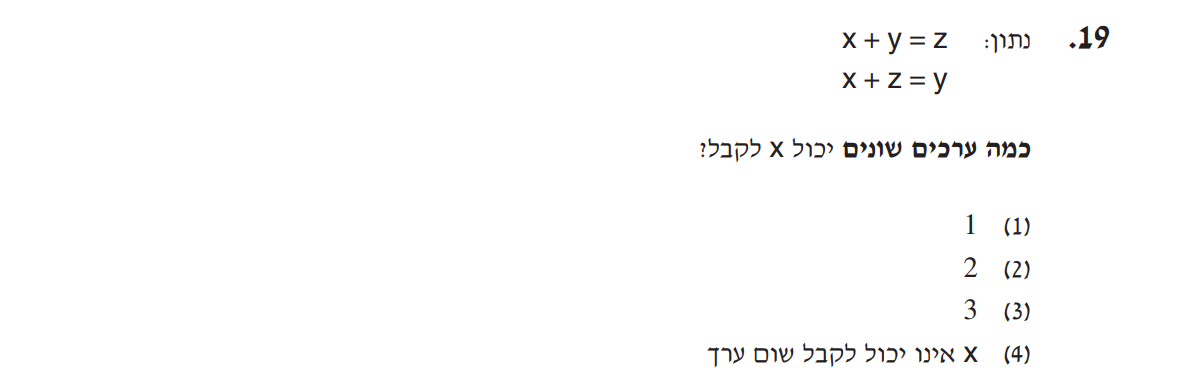 19. נתון: x + y = z
x + z = y
כמה ערכים שונים יכול x לקבל?
(1) 1
(2) 2
(3) 3
(4) x אינו יכול לקבל שום ערך